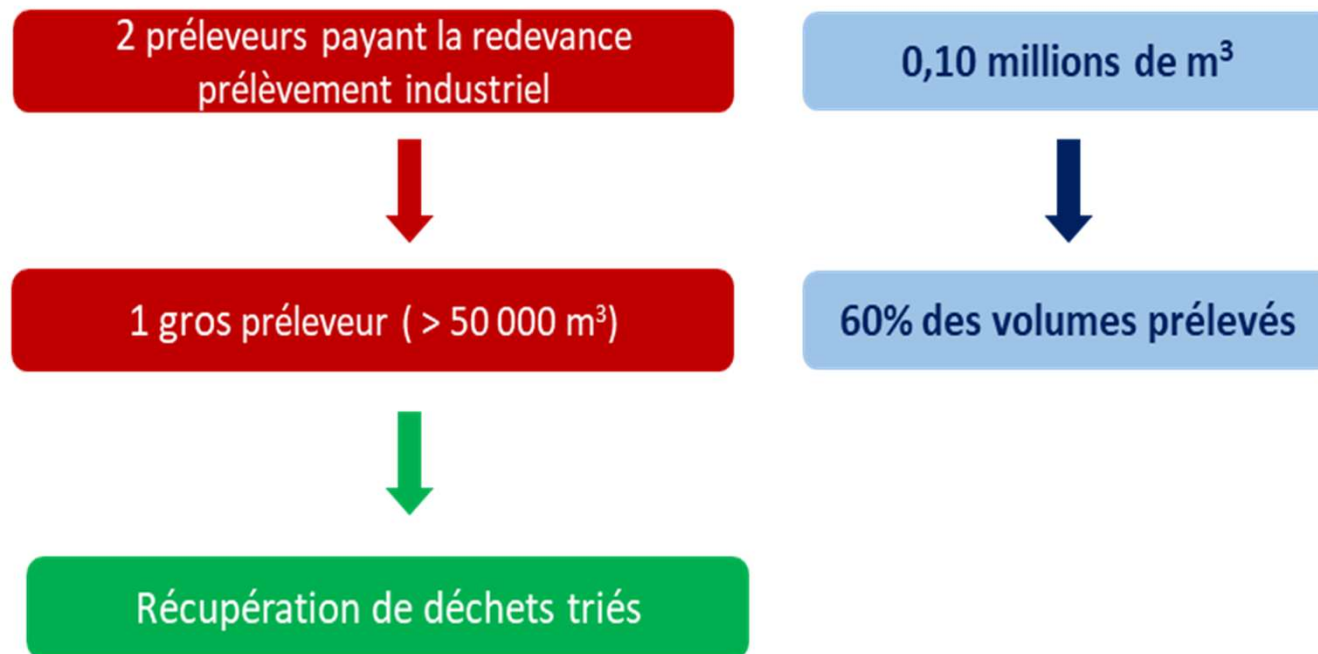 2 préleveurs payant la redevance
prélèvement industriel
0,10 millions de m³
1 gros préleveur ( > 50 000 m³)
60% des volumes prélevés
Récupération de déchets triés